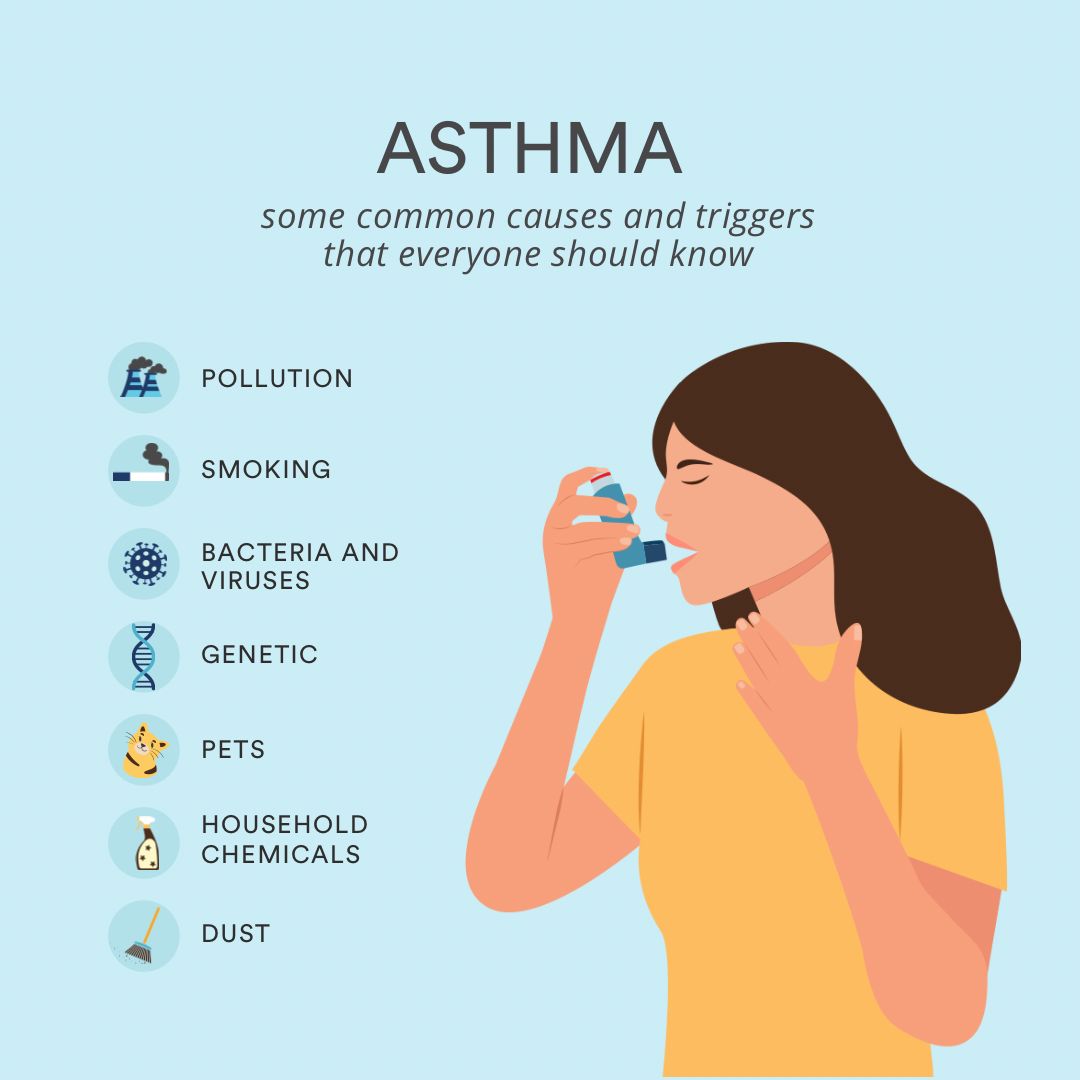 ASTHMA
some common causes and triggers
that everyone should know
POLLUTION
SMOKING
BACTERIA AND
VIRUSES
GENETIC
PETS
HOUSEHOLD
CHEMICALS
DUST